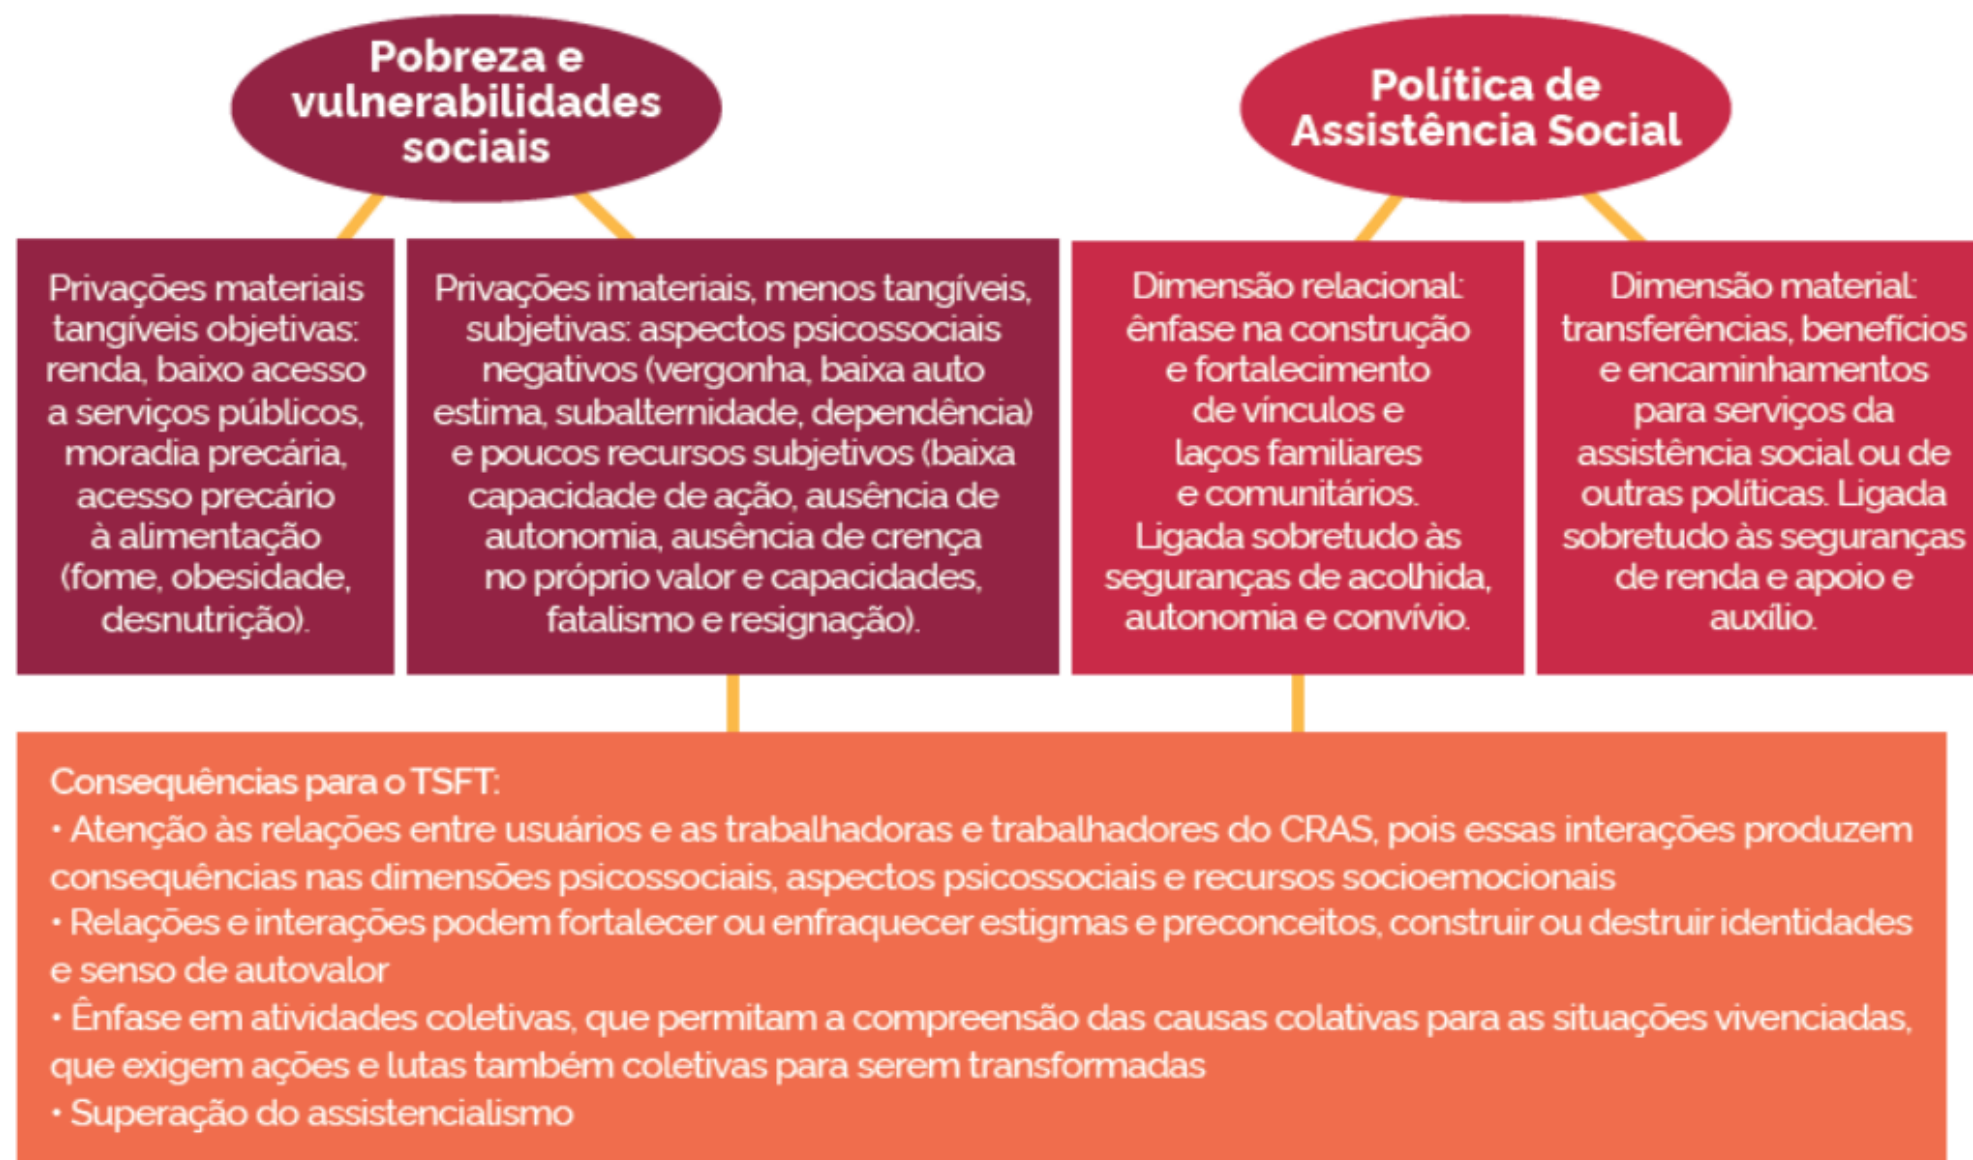 Pobreza e
vulnerabilidades
sociais
Política de
Assistência Social
Privações materiais
tangíveis objetivas:
renda, baixo acesso
a serviços públicos,
moradia precária,
acesso precário
à alimentação
(fome, obesidade,
desnutrição).
Privações imateriais, menos tangíveis,
subjetivas: aspectos psicossociais
negativos (vergonha, baixa auto
estima, subalternidade, dependência)
e poucos recursos subjetivos (baixa
capacidade de ação, ausência de
autonomia, ausência de crença
no próprio valor e capacidades,
fatalismo e resignação).
Dimensão relacional:
ênfase na construção
e fortalecimento
de vínculos e
laços familiares
e comunitários.
Ligada sobretudo às
seguranças de acolhida,
autonomia e convívio.
Dimensão material:
transferências, benefícios
e encaminhamentos
para serviços da
assistência social ou de
outras políticas. Ligada
sobretudo às seguranças
de renda e apoio e
auxílio.
Consequências para o TSFT:
• Atenção às relações entre usuários e as trabalhadoras e trabalhadores do CRAS, pois essas interações produzem
consequências nas dimensões psicossociais, aspectos psicossociais e recursos socioemocionais
• Relações e interações podem fortalecer ou enfraquecer estigmas e preconceitos, construir ou destruir identidades
e senso de autovalor
• Ênfase em atividades coletivas, que permitam a compreensão das causas colativas para as situações vivenciadas,
que exigem ações e lutas também coletivas para serem transformadas
• Superação do assistencialismo